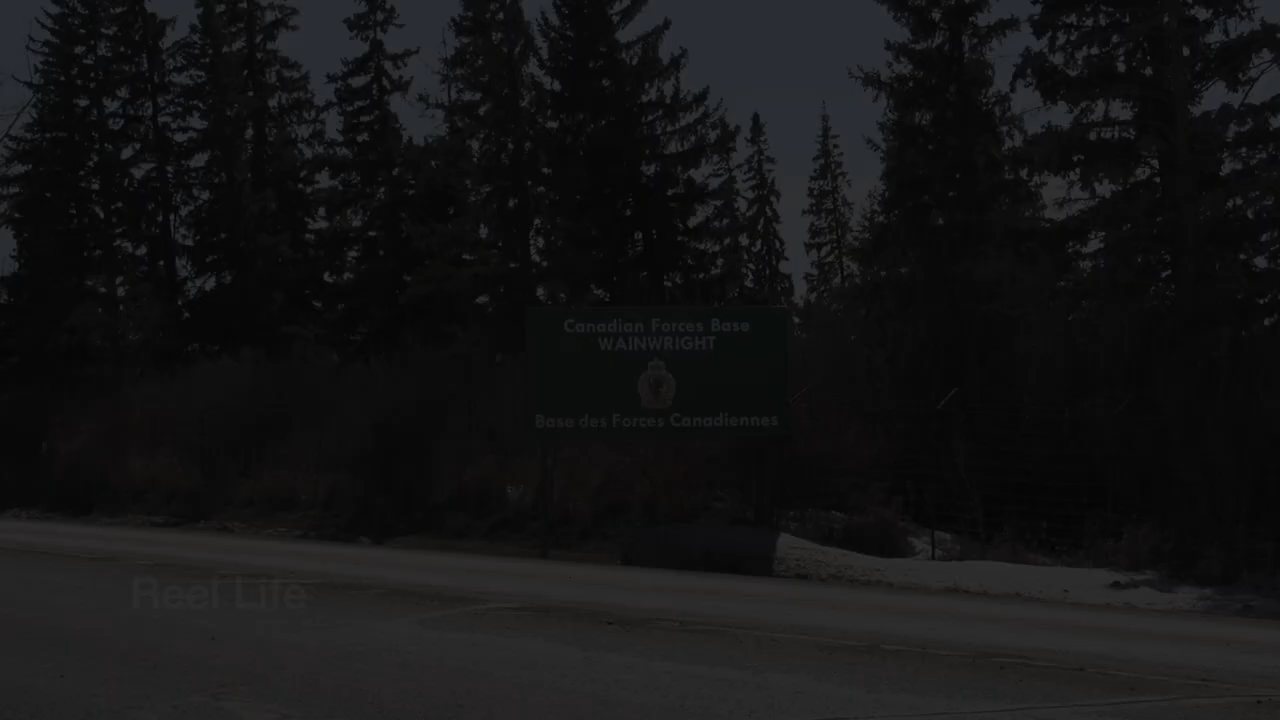 Canadian Forces Base
WAINWRIGHT
Base des Forces Canadiennes
Reel Life